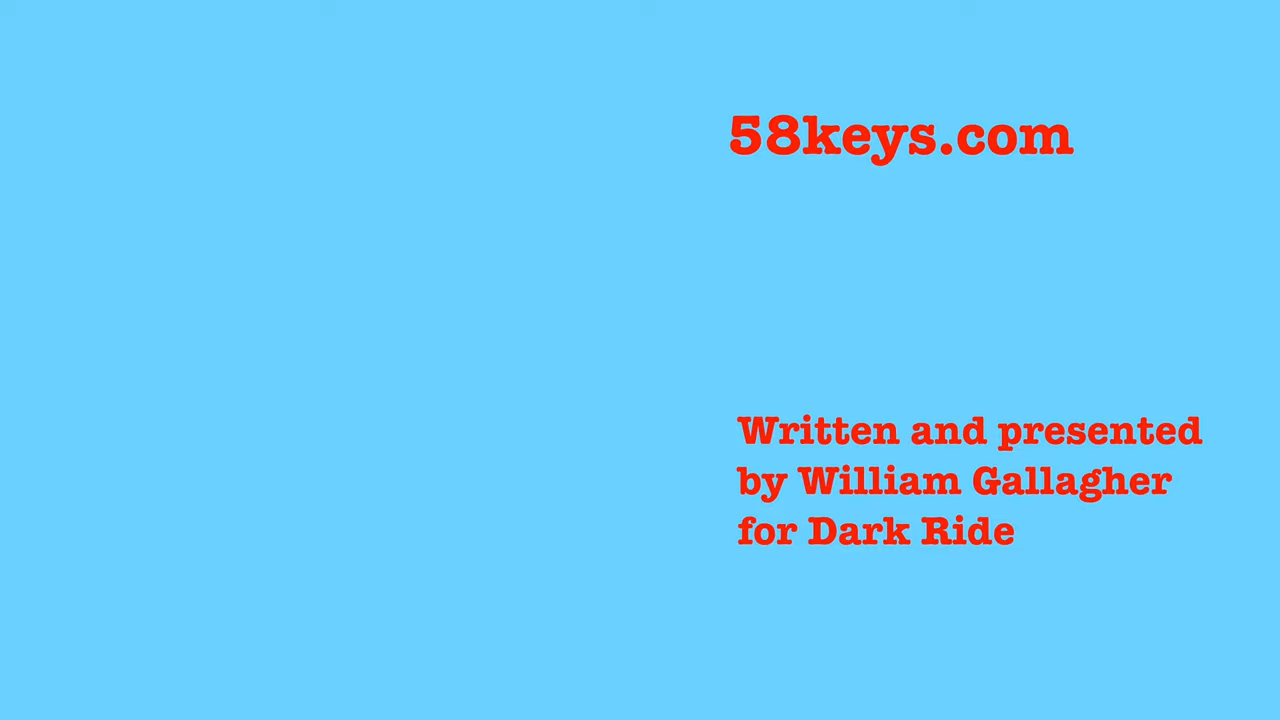 58keys.com
Written and presented
by William Gallagher
for Dark Ride